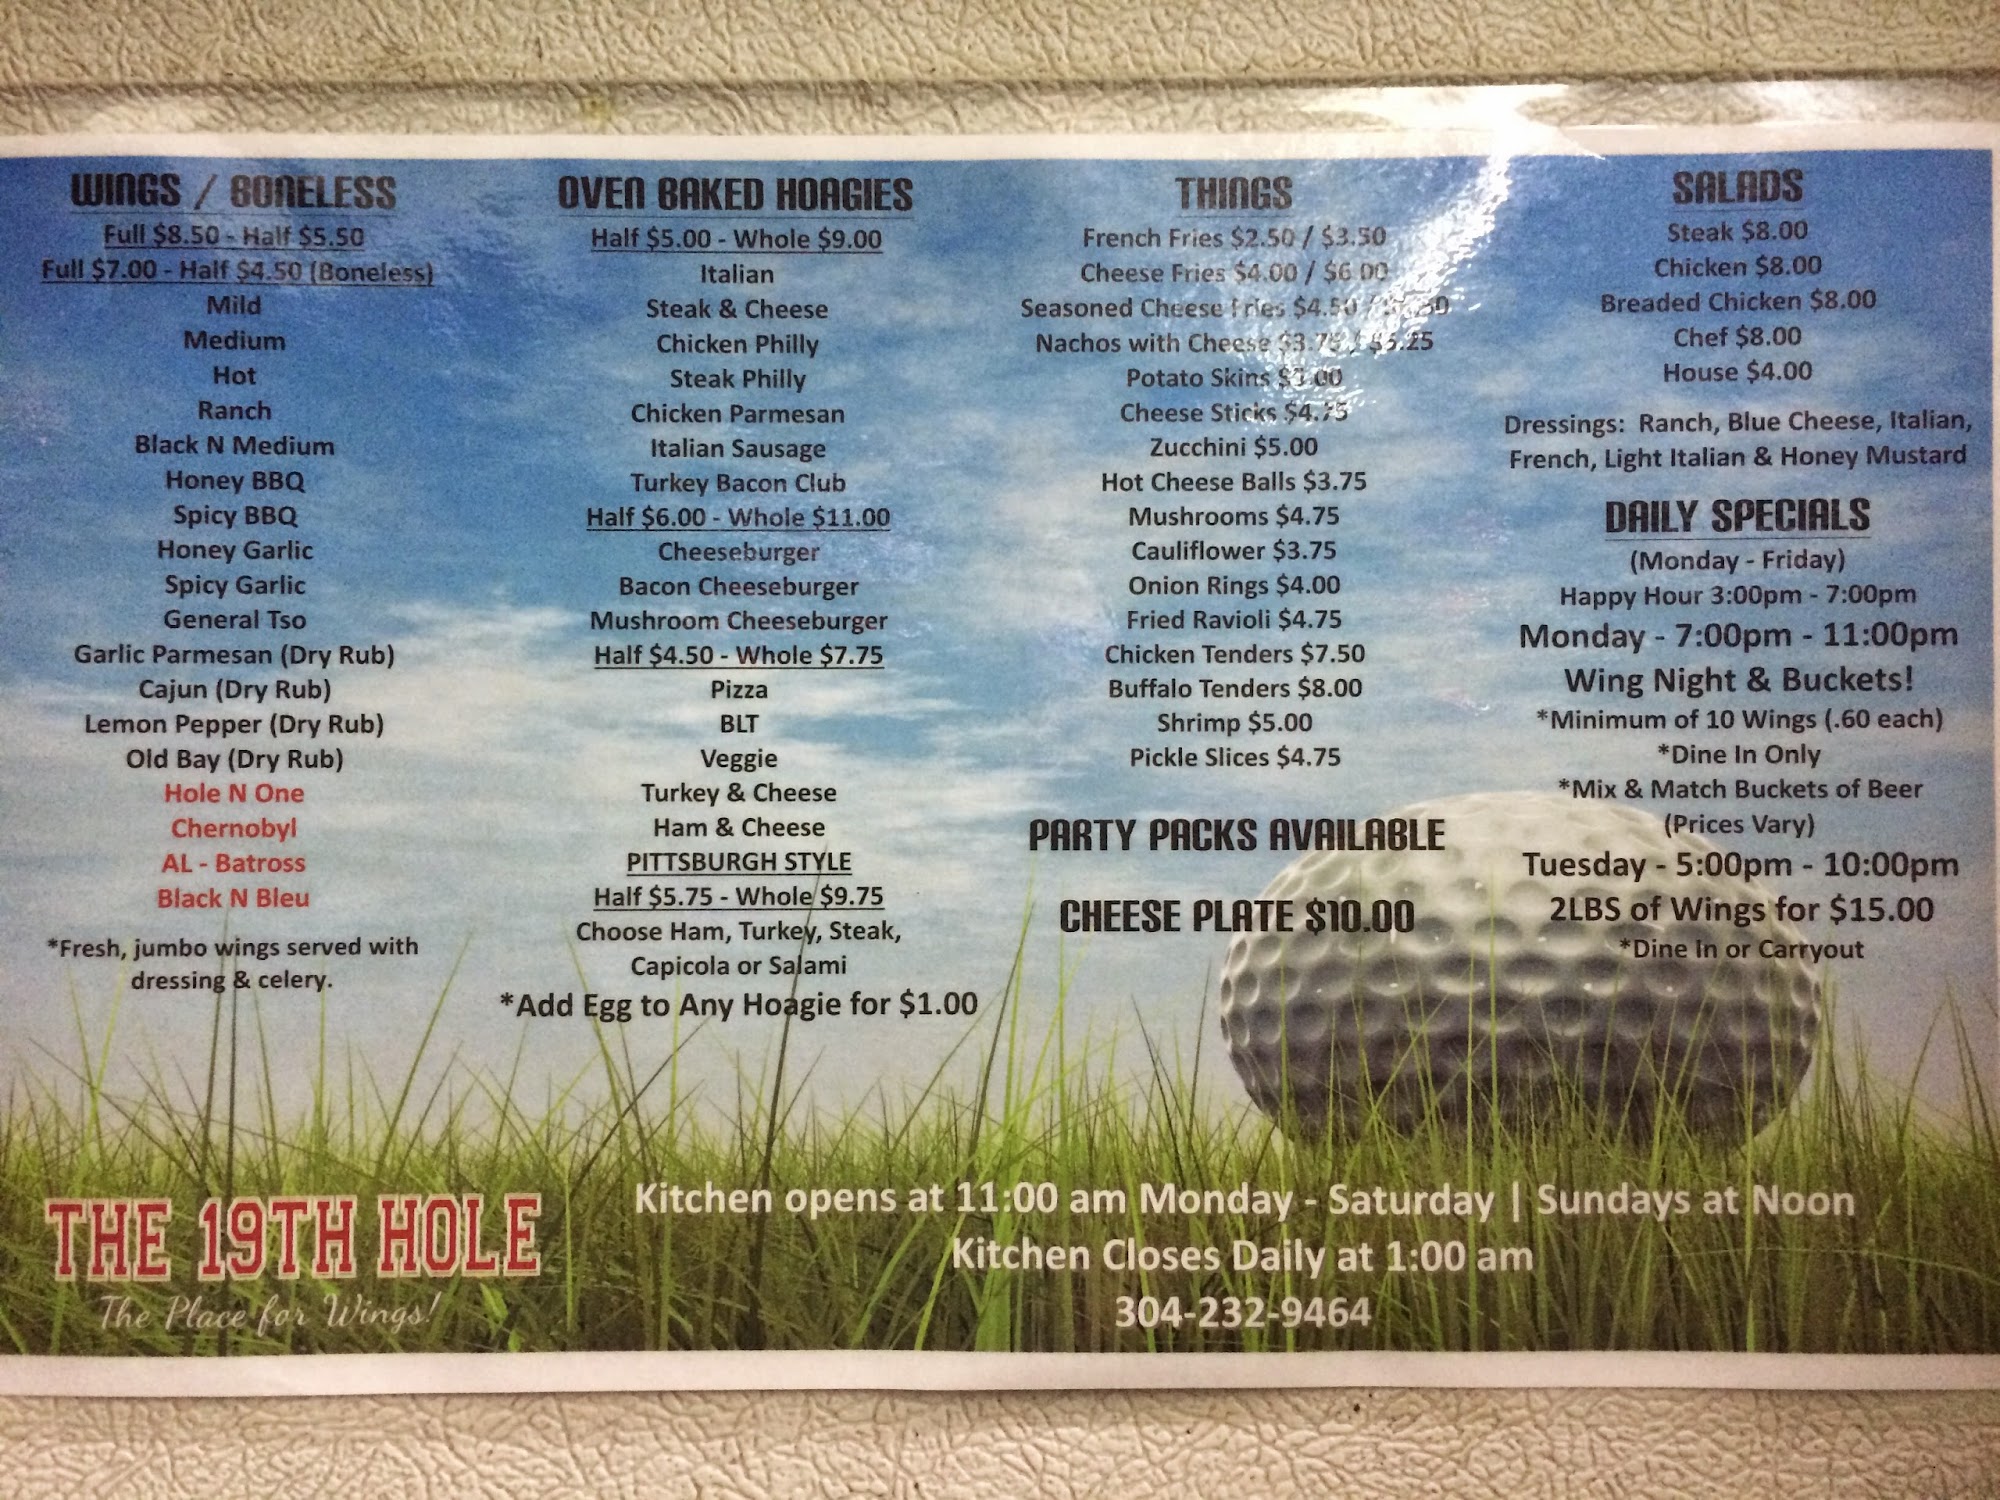 WINGS / BONELESS
Full $8.50 - Half $5.50
Full $7.00 - Half $4.50 (Boneless)
Mild
Medium
Hot
Ranch
Black N Medium
Honey BBQ
Spicy BBQ
Honey Garlic
Spicy Garlic
General Tso
Garlic Parmesan (Dry Rub)
Cajun (Dry Rub)
Lemon Pepper (Dry Rub)
Old Bay (Dry Rub)
Hole N One
Chernobyl
AL - Batross
Black N Bleu
*Fresh, jumbo wings served with
dressing & celery.
OVEN BAKED HOAGIES
Half $5.00 - Whole $9.00
Italian
Steak & Cheese
Chicken Philly
Steak Philly
Chicken Parmesan
Italian Sausage
Turkey Bacon Club
Half $6.00 - Whole $11.00
Cheeseburger
Bacon Cheeseburger
Mushroom Cheeseburger
Half $4.50 - Whole $7.75
Pizza
BLT
Veggie
Turkey & Cheese
Ham & Cheese
PITTSBURGH STYLE
Half $5.75 - Whole $9.75
Choose Ham, Turkey, Steak,
Capicola or Salami
*Add Egg to Any Hoagie for $1.00
THINGS
French Fries $2.50 / $3.50
Cheese Fries $4.00 / $6.00
Seasoned Cheese Fries $4.50 /
Nachos with Cheese $3.75 / $5.25
Potato Skins
Cheese Sticks $4.75
Zucchini $5.00
Hot Cheese Balls $3.75
Mushrooms $4.75
Cauliflower $3.75
Onion Rings $4.00
Fried Ravioli $4.75
Chicken Tenders $7.50
Buffalo Tenders $8.00
Shrimp $5.00
Pickle Slices $4.75
PARTY PACKS AVAILABLE
CHEESE PLATE $10.00
SALADS
Steak $8.00
Chicken $8.00
Breaded Chicken $8.00
Chef $8.00
House $4.00
Dressings: Ranch, Blue Cheese, Italian,
French, Light Italian & Honey Mustard
DAILY SPECIALS
(Monday - Friday)
Happy Hour 3:00pm - 7:00pm
Monday - 7:00pm - 11:00pm
Wing Night & Buckets!
*Minimum of 10 Wings (.60 each)
*Dine In Only
*Mix & Match Buckets of Beer
(Prices Vary)
Tuesday - 5:00pm - 10:00pm
2LBS of Wings for $15.00
*Dine In or Carryout
THE 19TH HOLE
The Place for Wings!
Kitchen opens at 11:00 am Monday - Saturday | Sundays at Noon
Kitchen Closes Daily at 1:00 am
304-232-9464